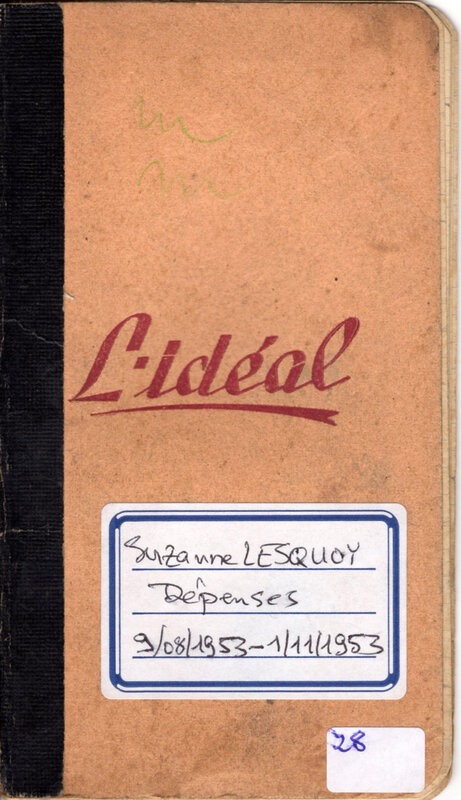 L'idéal
Suzanne LESQUOY
Dépenses
9/08/1953-1/11/1953
28